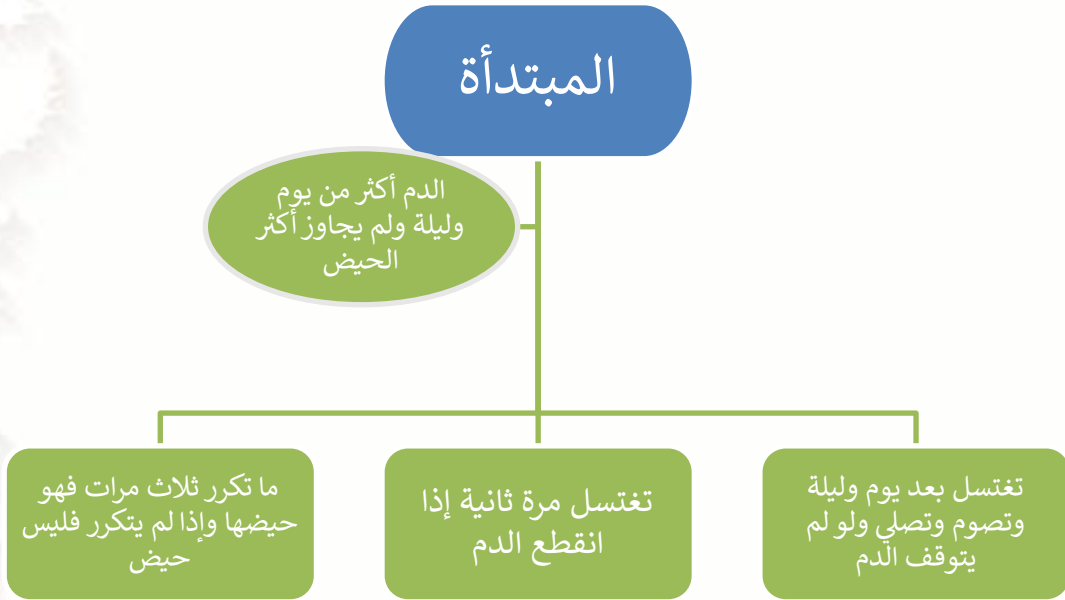 المبتدأة
الدم أكثر من يوم
وليلة ولم يجاوز أكثر
الحيض
تغتسل بعد يوم وليلة
وتصوم وتصلي ولو لم
يتوقف الدم
تغتسل مرة ثانية إذا
انقطع الدم
ما تكرر ثلاث مرات فهو
حيضها وإذا لم يتكرر فليس
حيض